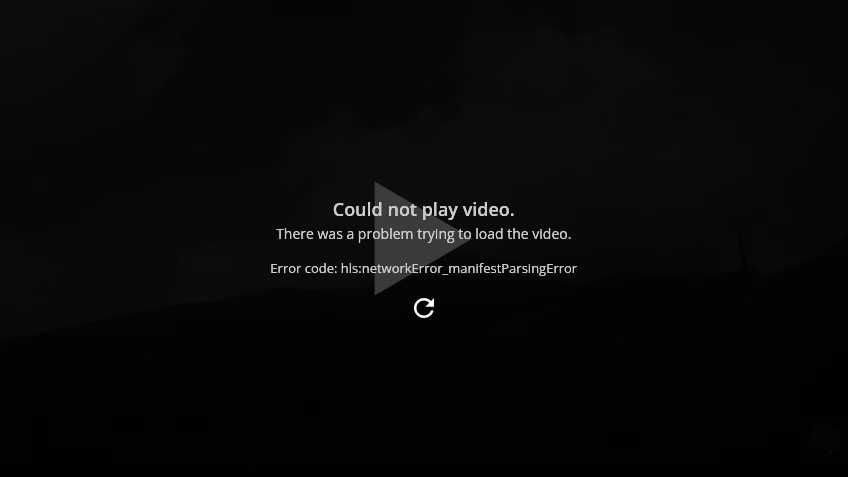 Could not play video.
There was a problem trying to load the video.
Error code: hls:networkError_manifestParsingError